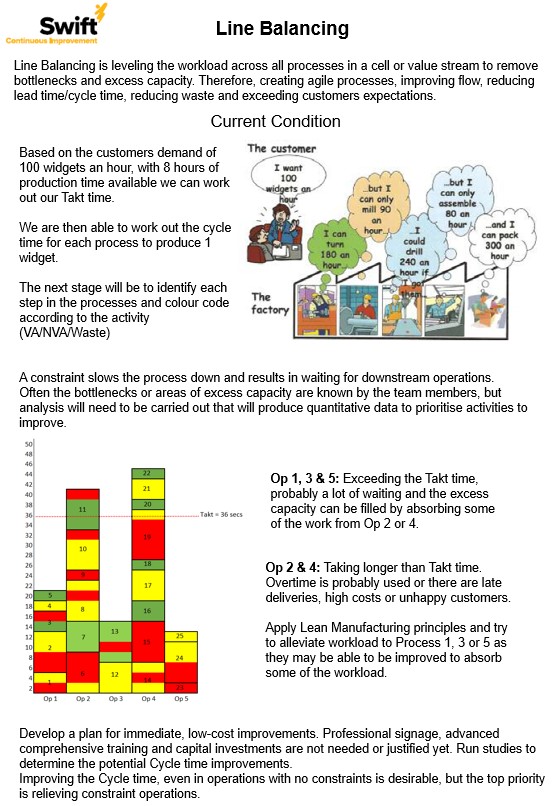 Swift
Continuous Improvement
Line Balancing
Line Balancing is leveling the workload across all processes in a cell or value stream to remove
bottlenecks and excess capacity. Therefore, creating agile processes, improving flow, reducing
lead time/cycle time, reducing waste and exceeding customers expectations.
Current Condition
Based on the customers demand of
100 widgets an hour, with 8 hours of
production time available we can work
out our Takt time.
We are then able to work out the cycle
time for each process to produce 1
widget.
The next stage will be to identify each
step in the processes and colour code
according to the activity
(VA/NVA/Waste)
The customer
I want
100
widgets an
hour
I can
turn
180 an
hour...
...but I
can only
mill 90
an
hour...
...I
could
drill
240 an
hour if
I got
them...
...but I
can only
assemble
80 an
hour
...and I
can pack
300 an
hour
The
factory
A constraint slows the process down and results in waiting for downstream operations.
Often the bottlenecks or areas of excess capacity are known by the team members, but
analysis will need to be carried out that will produce quantitative data to prioritise activities to
improve.
50
48
46
44
42
40
38
36
34
32
30
28
26
24
22
20
18
16
14
12
10
8
6
4
2
5
4
3
2
1
11
10
9
8
7
6
13
12
22
21
20
19
18
17
16
15
14
25
24
23
Takt = 36 secs
Op 1
Op 2
Op 3
Op 4
Op 5
Op 1, 3 & 5: Exceeding the Takt time,
probably a lot of waiting and the excess
capacity can be filled by absorbing some
of the work from Op 2 or 4.
Op 2 & 4: Taking longer than Takt time.
Overtime is probably used or there are late
deliveries, high costs or unhappy customers.
Apply Lean Manufacturing principles and try
to alleviate workload to Process 1, 3 or 5 as
they may be able to be improved to absorb
some of the workload.
Develop a plan for immediate, low-cost improvements. Professional signage, advanced
comprehensive training and capital investments are not needed or justified yet. Run studies to
determine the potential Cycle time improvements.
Improving the Cycle time, even in operations with no constraints is desirable, but the top priority
is relieving constraint operations.